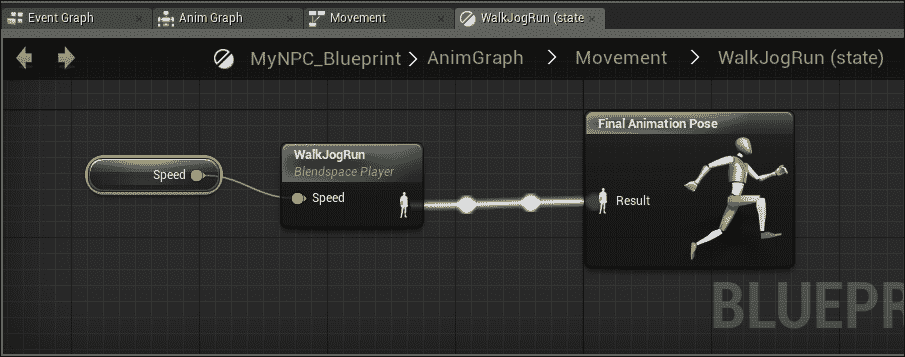 Event Graph
Anim Graph
Movement
WalkJogRun (state
MyNPC_Blueprint > AnimGraph > Movement > WalkJogRun (state)
Final Animation Pose
WalkJogRun
Blendspace Player
Speed
Speed
Result
BLUEPR